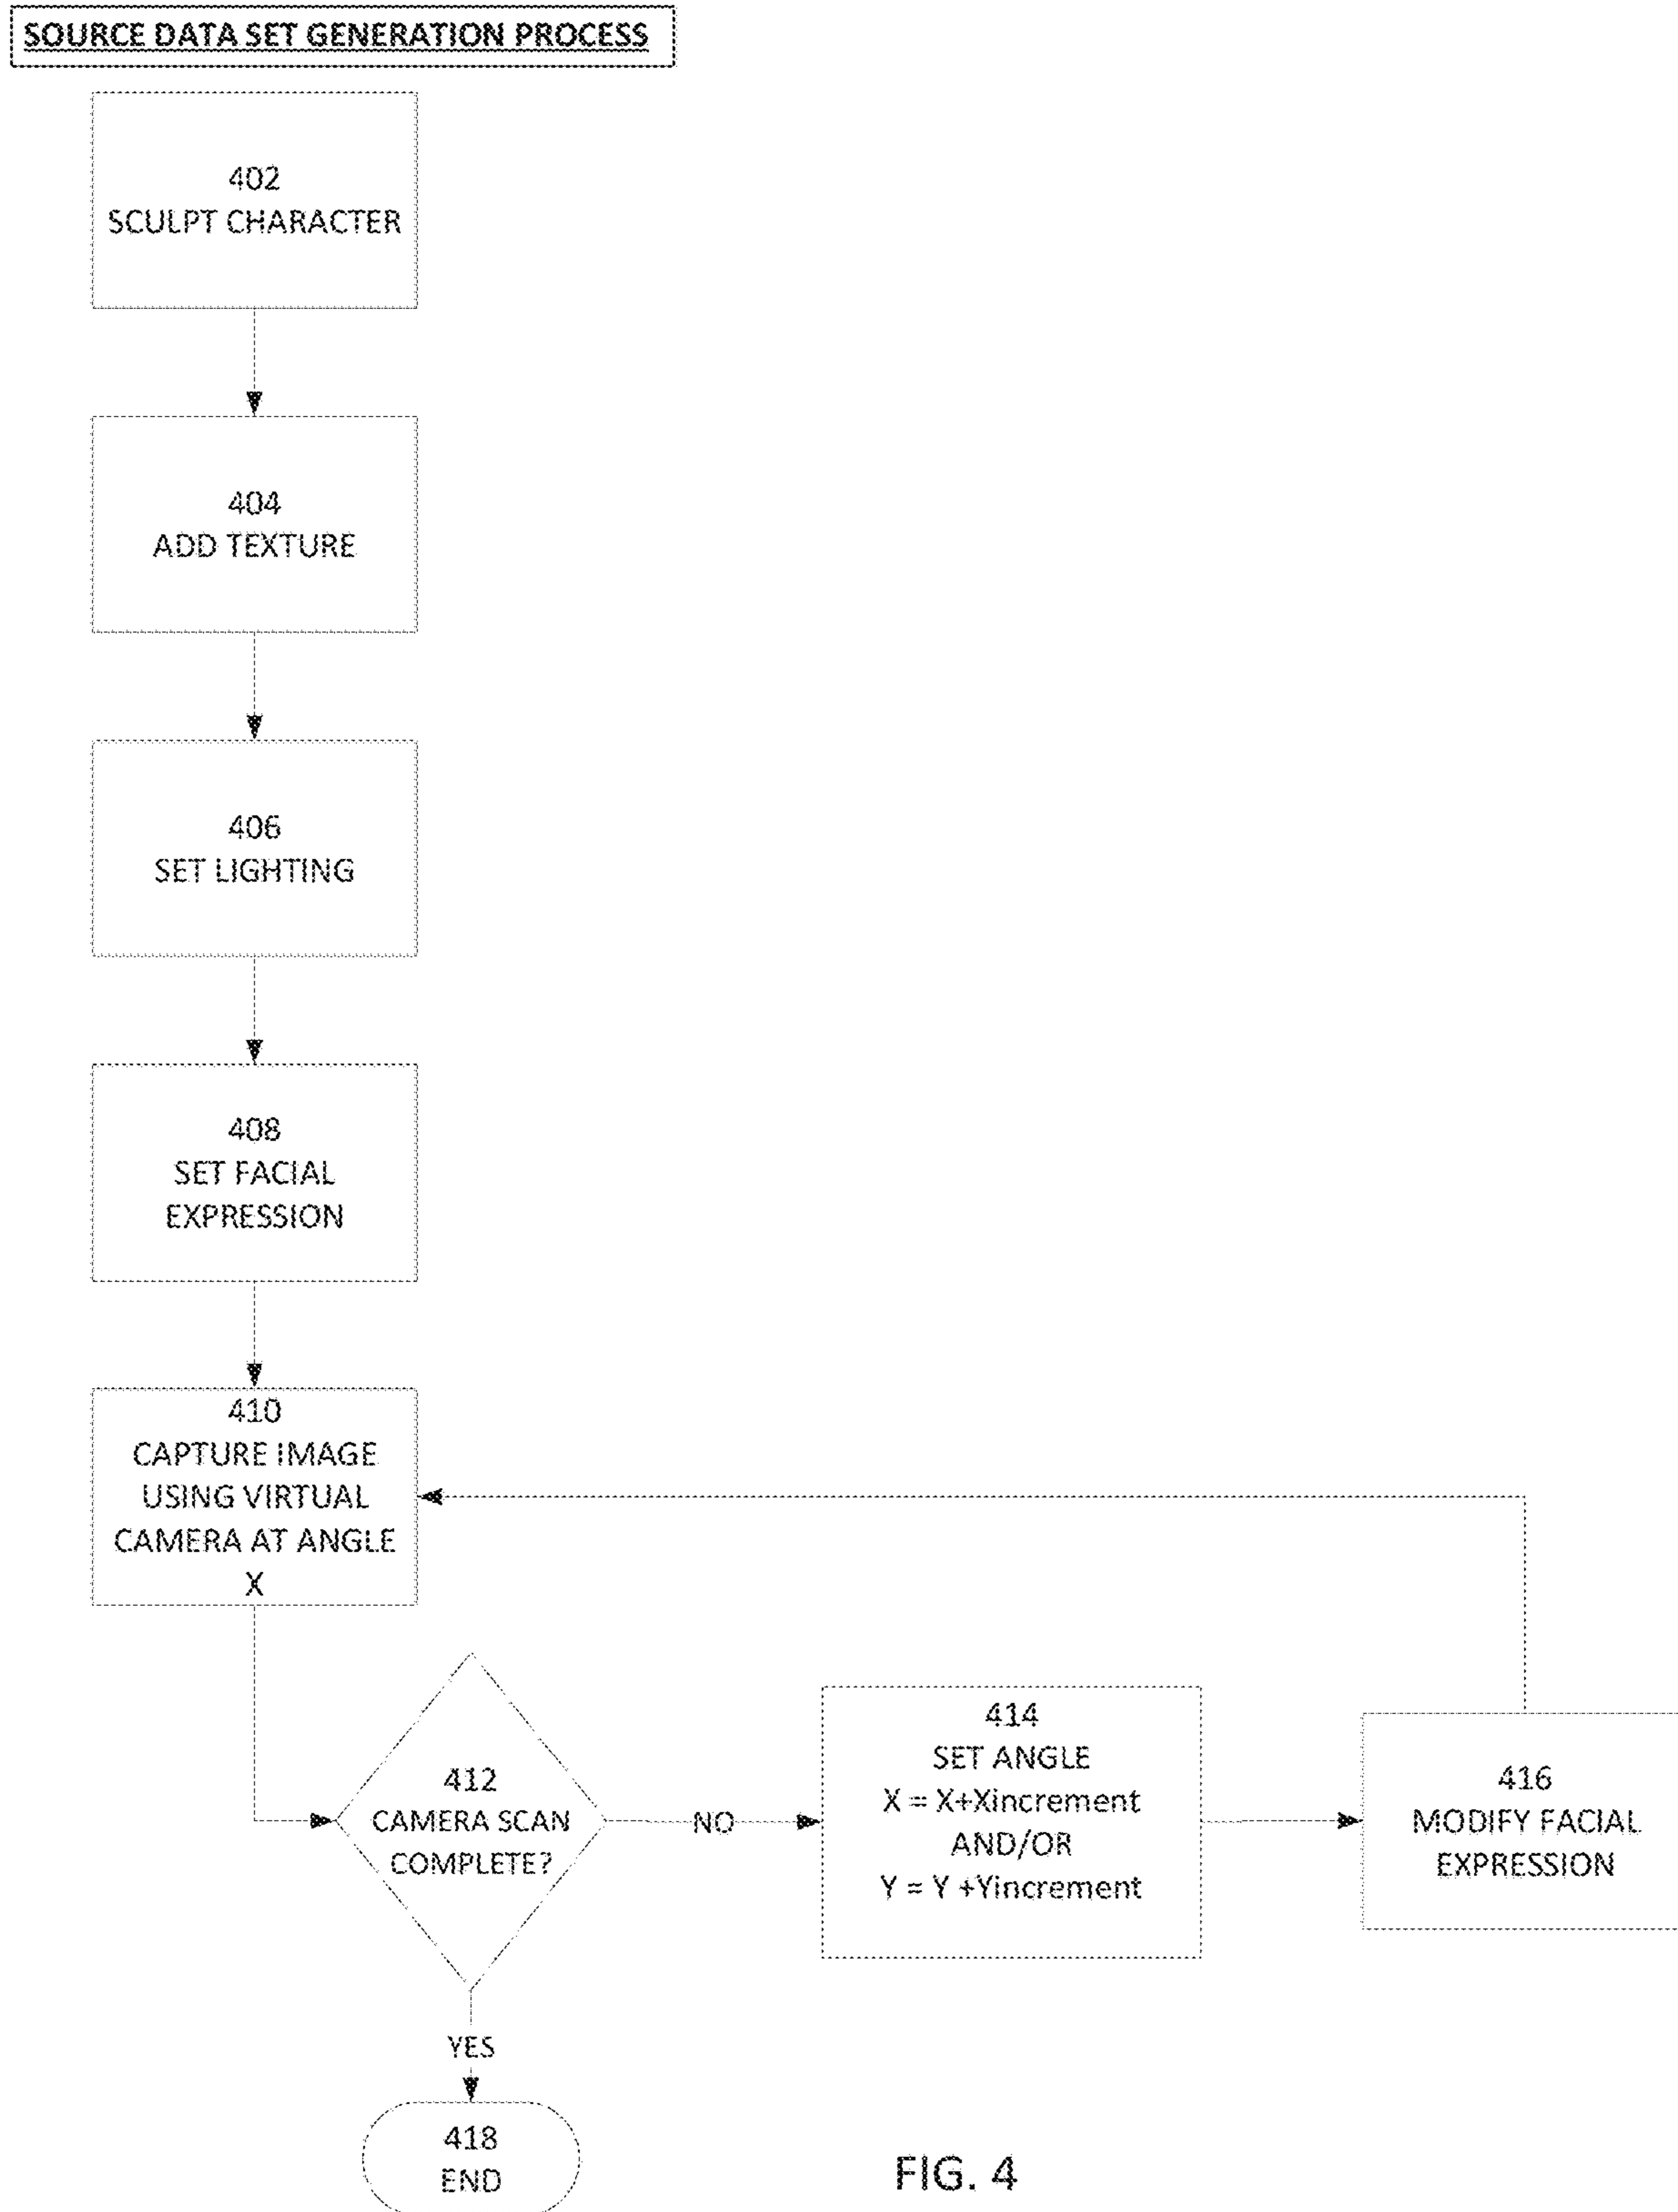 SOURCE DATA SET GENERATION PROCESS
402
SCULPT CHARACTER
404
ADD TEXTURE
406
SET LIGHTING
408
SET FACIAL
EXPRESSION
410
CAPTURE IMAGE
USING VIRTUAL
CAMERA AT ANGLE
X
412
CAMERA SCAN
COMPLETE?
NO
414
SET ANGLE
X = X+Xincrement
AND/OR
Y = Y +Yincrement
416
MODIFY FACIAL
EXPRESSION
YES
418
END
FIG. 4